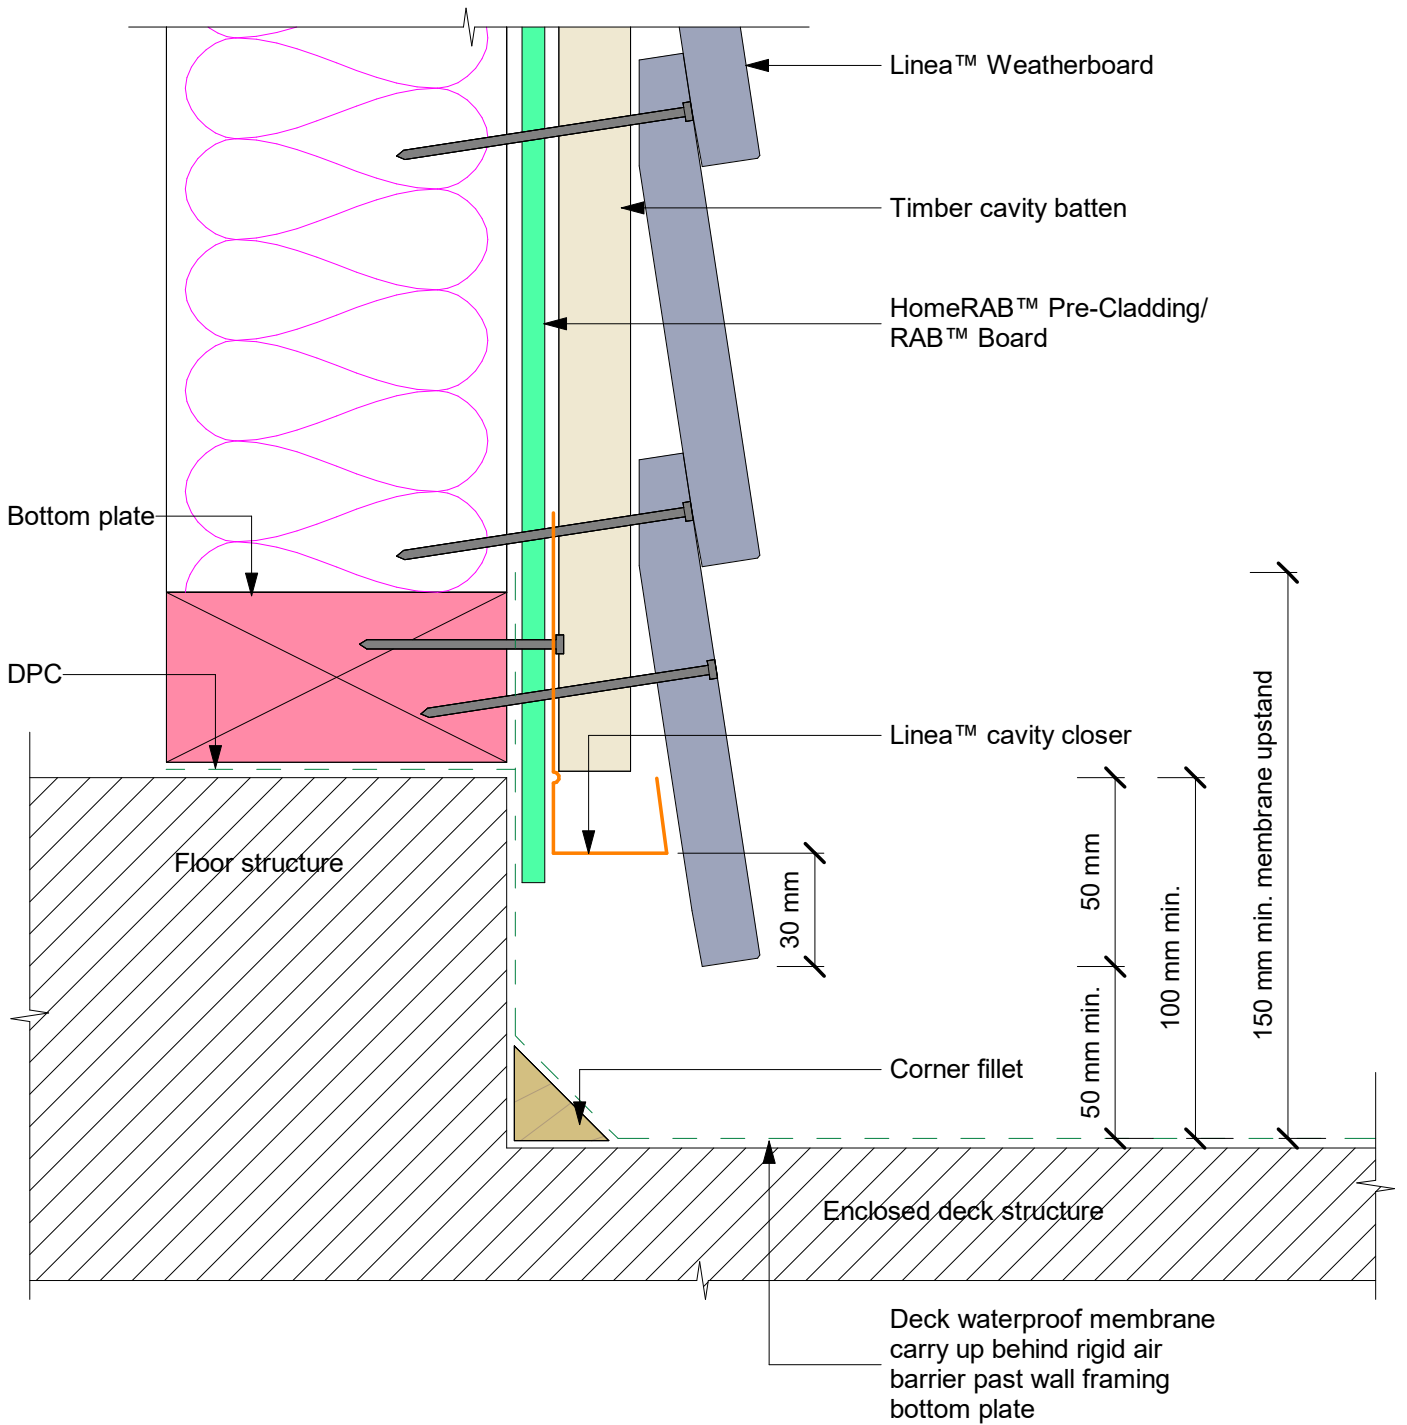 Linea™ Weatherboard
Timber cavity batten
HomeRAB™ Pre-Cladding/
RAB™ Board
Bottom plate
DPC
Linea™ cavity closer
Floor structure
30 mm
50 mm
50 mm min.
100 mm min.
150 mm min. membrane upstand
Corner fillet
Enclosed deck structure
Deck waterproof membrane
carry up behind rigid air
barrier past wall framing
bottom plate